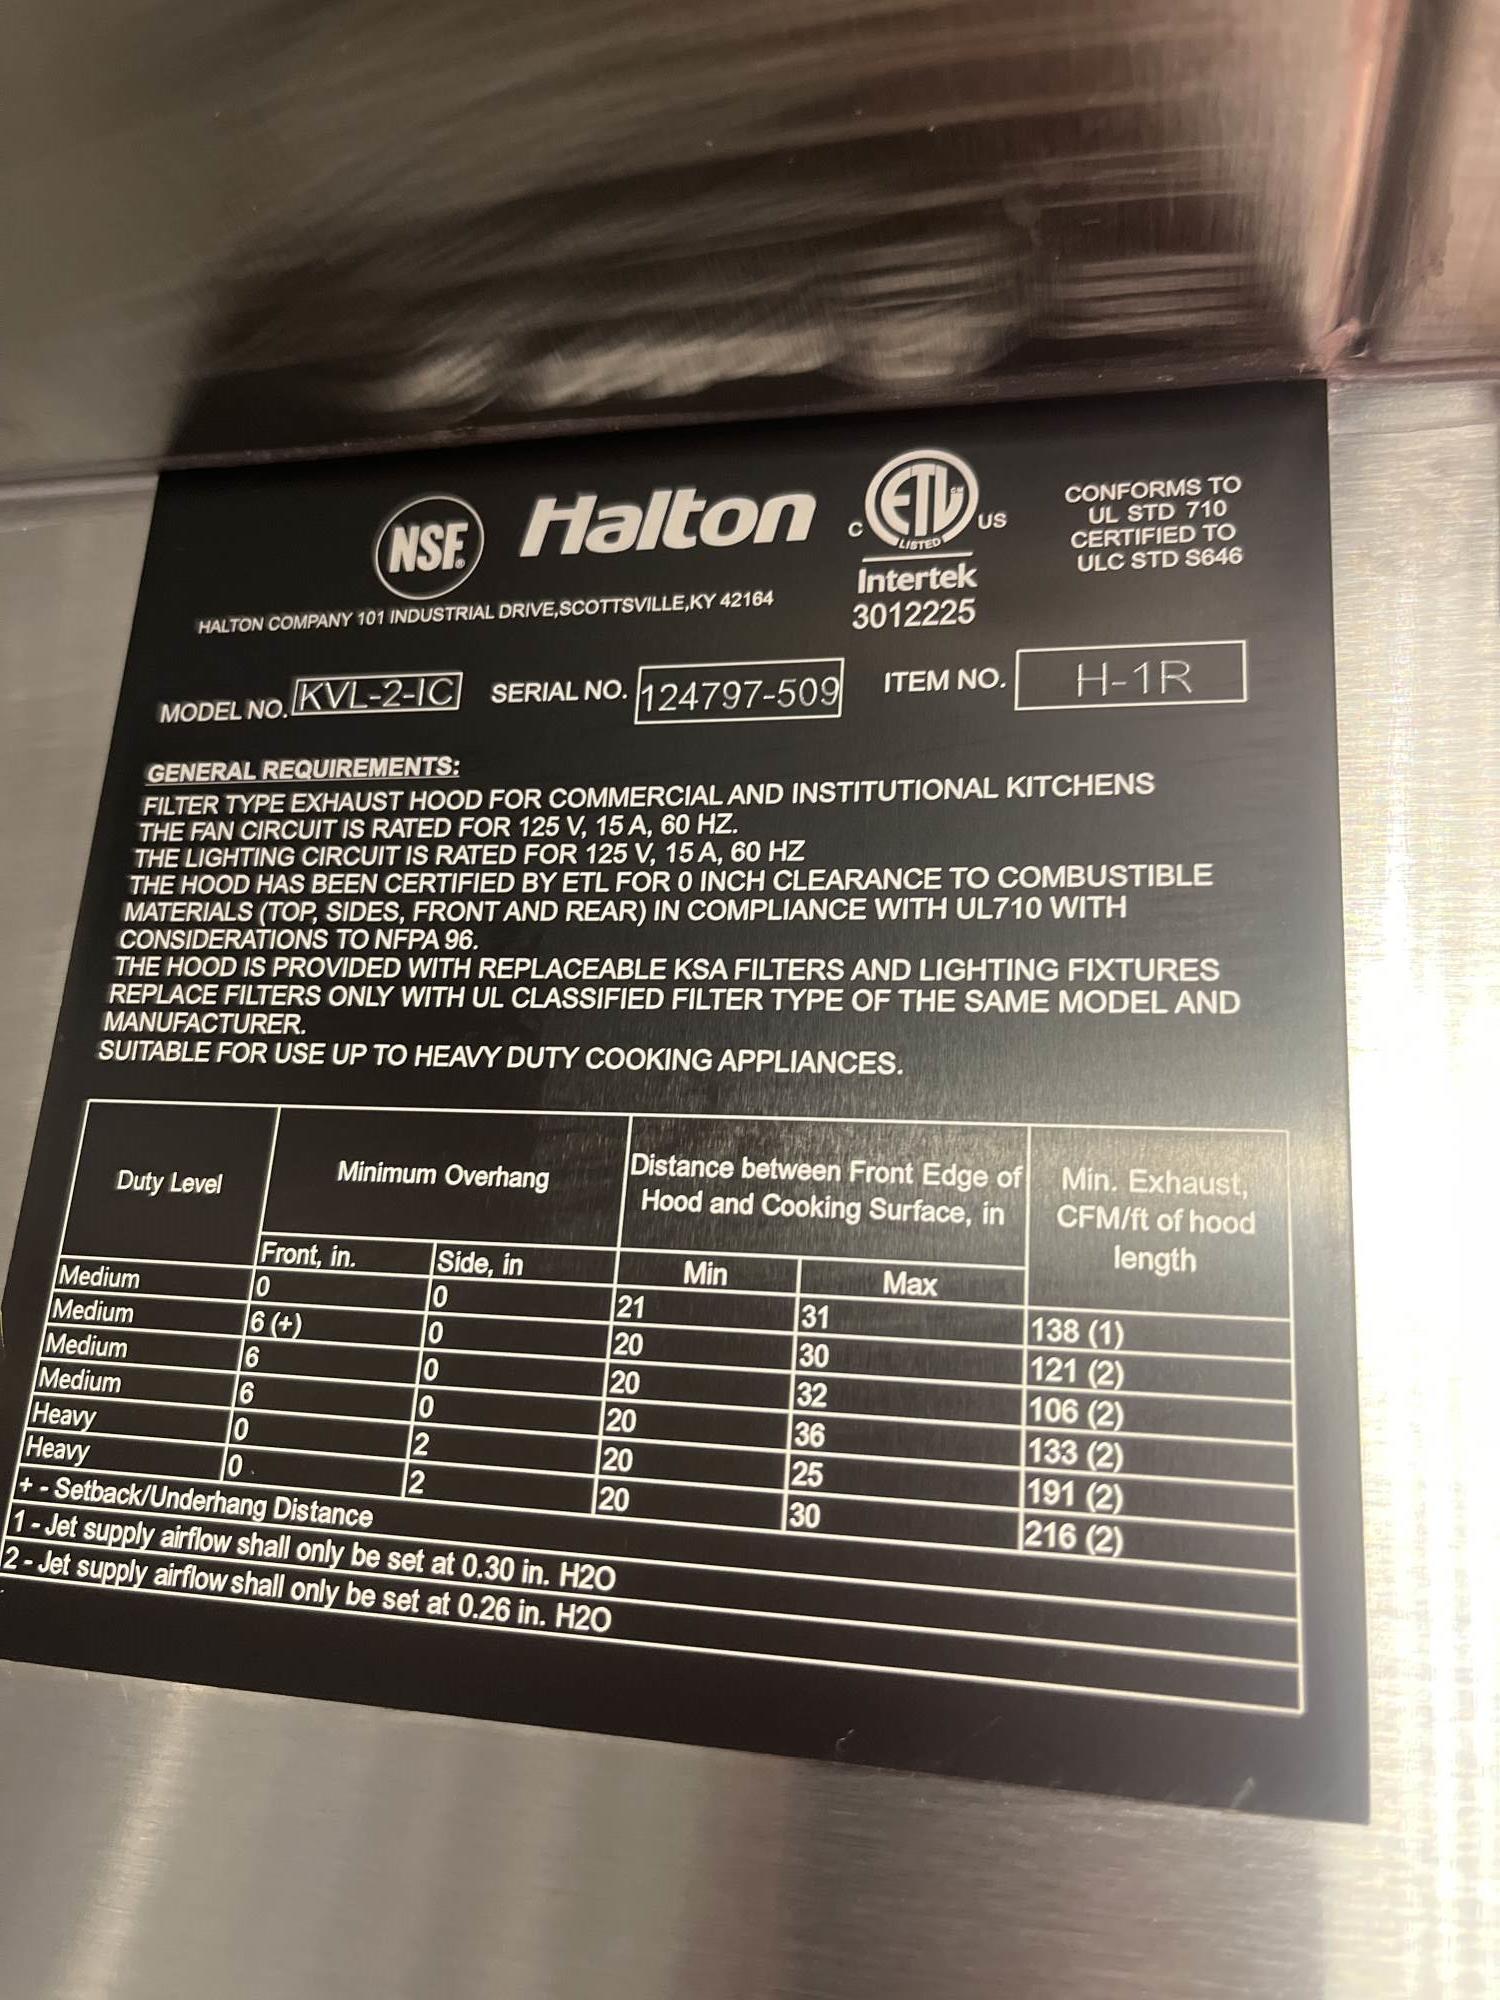 NSF® Halton C ETL CM US
LISTED
Intertek
3012225
CONFORMS TO
UL STD 710
CERTIFIED TO
ULC STD S646
HALTON COMPANY 101 INDUSTRIAL DRIVE,SCOTTSVILLE,KY 42164
MODEL NO. KVL-2-IC SERIAL NO. 124797-509 ITEM NO. H-1R
GENERAL REQUIREMENTS:
FILTER TYPE EXHAUST HOOD FOR COMMERCIAL AND INSTITUTIONAL KITCHENS
THE FAN CIRCUIT IS RATED FOR 125 V, 15 A, 60 HZ.
THE LIGHTING CIRCUIT IS RATED FOR 125 V, 15 A, 60 HZ
THE HOOD HAS BEEN CERTIFIED BY ETL FOR 0 INCH CLEARANCE TO COMBUSTIBLE
MATERIALS (TOP, SIDES, FRONT AND REAR) IN COMPLIANCE WITH UL710 WITH
CONSIDERATIONS TO NFPA 96.
THE HOOD IS PROVIDED WITH REPLACEABLE KSA FILTERS AND LIGHTING FIXTURES
REPLACE FILTERS ONLY WITH UL CLASSIFIED FILTER TYPE OF THE SAME MODEL AND
MANUFACTURER.
SUITABLE FOR USE UP TO HEAVY DUTY COOKING APPLIANCES.
Duty Level
Minimum Overhang
Distance between Front Edge of
Hood and Cooking Surface, in
Min. Exhaust,
CFM/ft of hood
length
Front, in. Side, in Min Max
Medium 0 0 21 31 138 (1)
Medium 6 (+) 0 20 30 121 (2)
Medium 6 0 20 32 106 (2)
Medium 6 0 20 36 133 (2)
Heavy 0 2 20 25 191 (2)
Heavy 0 2 20 30 216 (2)
+ - Setback/Underhang Distance
1 - Jet supply airflow shall only be set at 0.30 in. H2O
2 - Jet supply airflow shall only be set at 0.26 in. H2O